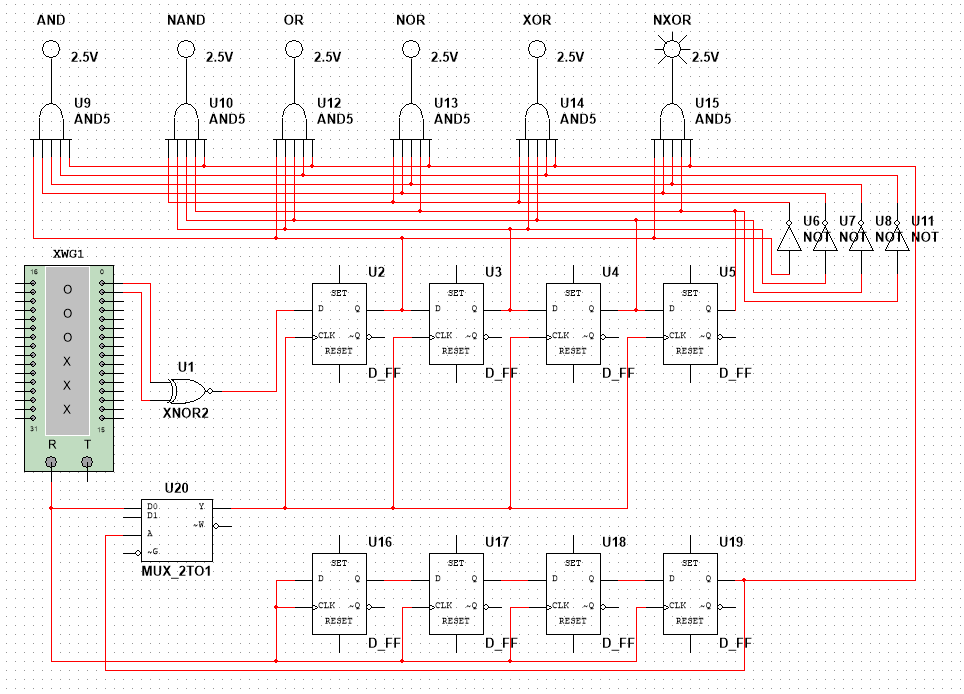 AND NAND OR NOR XOR NXOR
2.5V 2.5V 2.5V 2.5V 2.5V 2.5V
U9 U10 U12 U13 U14 U15
AND5 AND5 AND5 AND5 AND5 AND5
U6 U7 U8 U11
NOT NOT NOT NOT
XWG1
16 0
O
O
O
X
X
X
31 15
R T
U1
XNOR2
U2 U3 U4 U5
SET SET SET SET
D Q D Q D Q D Q
CLK ~Q CLK ~Q CLK ~Q CLK ~Q
RESET RESET RESET RESET
D_FF D_FF D_FF D_FF
U20
D0 Y
D1
~W
A
~G
MUX_2TO1
U16 U17 U18 U19
SET SET SET SET
D Q D Q D Q D Q
CLK ~Q CLK ~Q CLK ~Q CLK ~Q
RESET RESET RESET RESET
D_FF D_FF D_FF D_FF